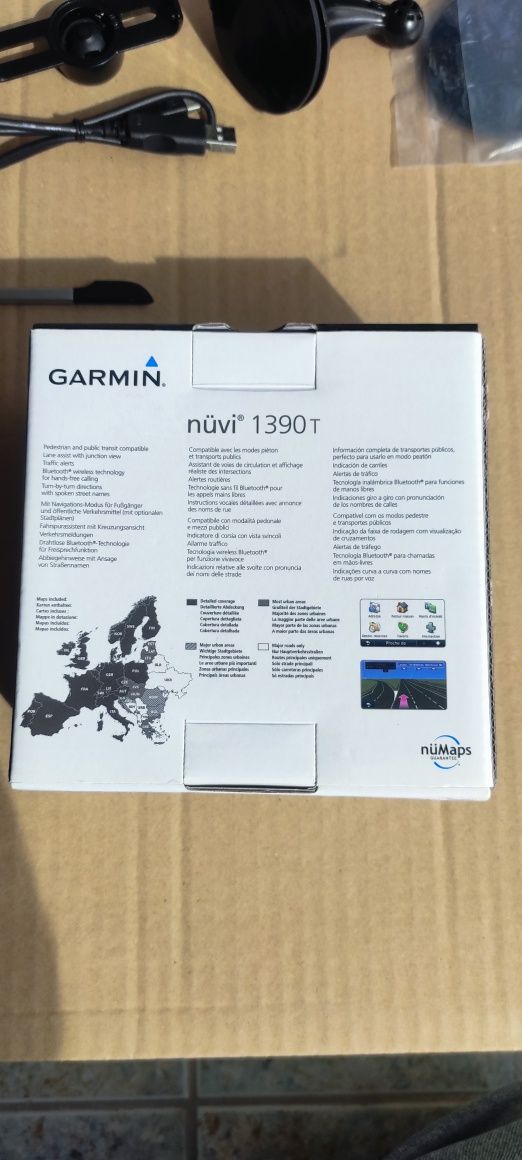 GARMIN.
nüvi® 1390T
Pedestrian and public transit compatible
Lane assist with junction view
Traffic alerts
Bluetooth® wireless technology
for hands-free calling
Turn-by-turn directions
with spoken street names
Mit Navigations-Modus für Fußgänger
und öffentliche Verkehrsmittel (mit optionalen
Stadtplänen)
Fahrspurassistent mit Kreuzungsansicht
Verkehrsmeldungen
Drahtlose Bluetooth®-Technologie
für Freisprechfunktion
Abbiegehinweise mit Ansage
von Straßennamen
Compatible avec les modes piéton
et transports publics
Assistant de voies de circulation et affichage
réaliste des intersections
Alertes routières
Technologie sans fil Bluetooth® pour
les appels mains libres
Instructions vocales détaillées avec annonce
des noms de rue
Compatibile con modalità pedonale
e mezzi pubblici
Indicatore di corsia con vista svincoli
Allarme traffico
Tecnologia wireless Bluetooth®
per funzione vivavoce
Indicazioni relative alle svolte con pronuncia
dei nomi delle strade
Información completa de transportes públicos,
perfecto para usarlo en modo peatón
Indicación de carriles
Alertas de tráfico
Tecnología inalámbrica Bluetooth® para funciones
de manos libres
Indicaciones giro a giro con pronunciación
de los nombres de calles
Compatível com os modos pedestre
e transportes públicos
Indicação da faixa de rodagem com visualização
de cruzamentos
Alertas de tráfego
Tecnologia Bluetooth® para chamadas
em mãos-livres
Indicações curva a curva com nomes
de ruas por voz
Maps included:
Karten enthalten:
Cartes incluses :
Mappe in dotazione:
Mapas incluidos:
Mapas incluídos:
Detailed coverage
Detaillierte Abdeckung
Couverture détaillée
Copertura dettagliata
Cobertura detallada
Cobertura detalhada
Most urban areas
Großteil der Stadtgebiete
Majorité des zones urbaines
La maggior parte delle aree urbane
Mayor parte de las zonas urbanas
A maior parte das áreas urbanas
Major urban areas
Wichtige Stadtgebiete
Principales zones urbaines
Le aree urbane più importanti
Zonas urbanas principales
Principais áreas urbanas
Major roads only
Nur Hauptverkehrsstraßen
Routes principales uniquement
Solo strade principali
Sólo carreteras principales
Só estradas principais
NOR
SWE
FIN
GBR
GER
POL
FRA
POR
ESP
ITA
UKR
BLR
nüMaps
GUARANTEE™